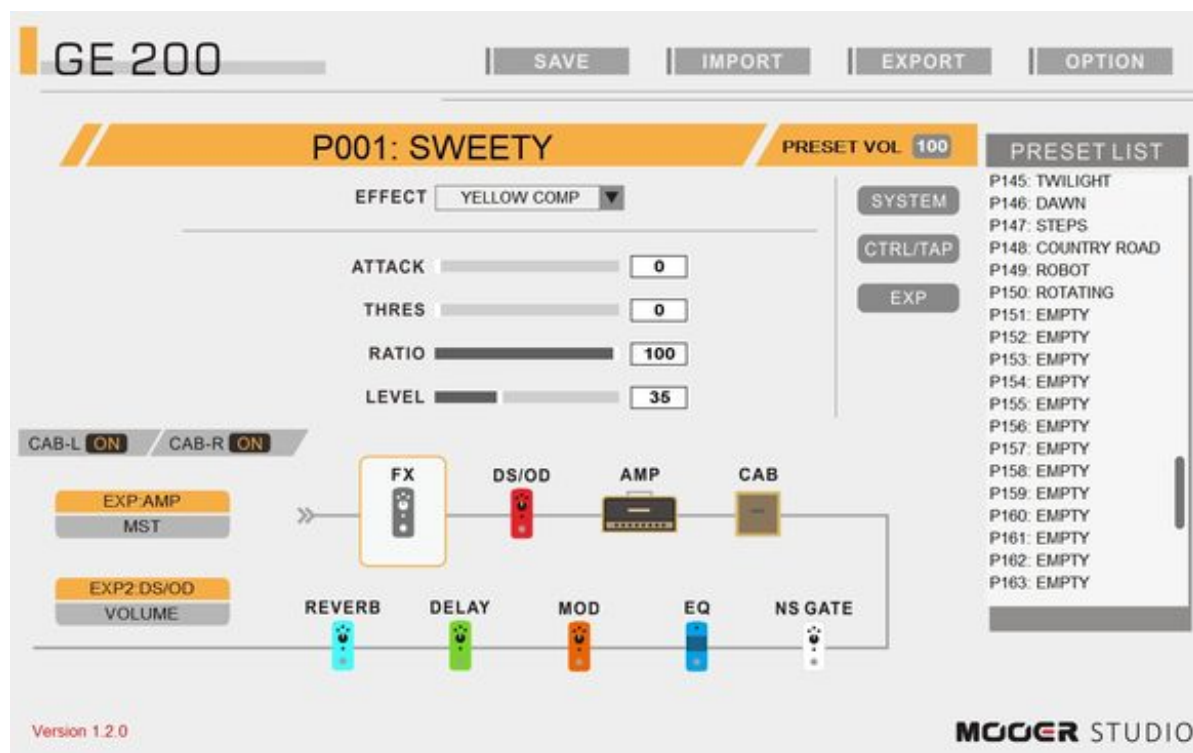 GE 200
SAVE
IMPORT
EXPORT
OPTION
P001: SWEETY
PRESET VOL 100
EFFECT YELLOW COMP
ATTACK 0
THRES 0
RATIO 100
LEVEL 35
SYSTEM
CTRL/TAP
EXP
PRESET LIST
P145: TWILIGHT
P146: DAWN
P147: STEPS
P148: COUNTRY ROAD
P149: ROBOT
P150: ROTATING
P151: EMPTY
P152: EMPTY
P153: EMPTY
P154: EMPTY
P155: EMPTY
P156: EMPTY
P157: EMPTY
P158: EMPTY
P159: EMPTY
P160: EMPTY
P161: EMPTY
P162: EMPTY
P163: EMPTY
CAB-L ON
CAB-R ON
EXP:AMP
MST
EXP2:DS/OD
VOLUME
FX
DS/OD
AMP
CAB
REVERB
DELAY
MOD
EQ
NS GATE
Version 1.2.0
MOOER STUDIO